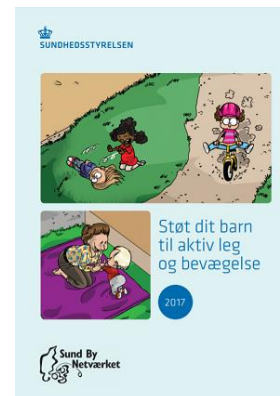 SUNDHEDSSTYRELSEN
Støt dit barn
til aktiv leg
og bevægelse
2017
Sund By
Netværket